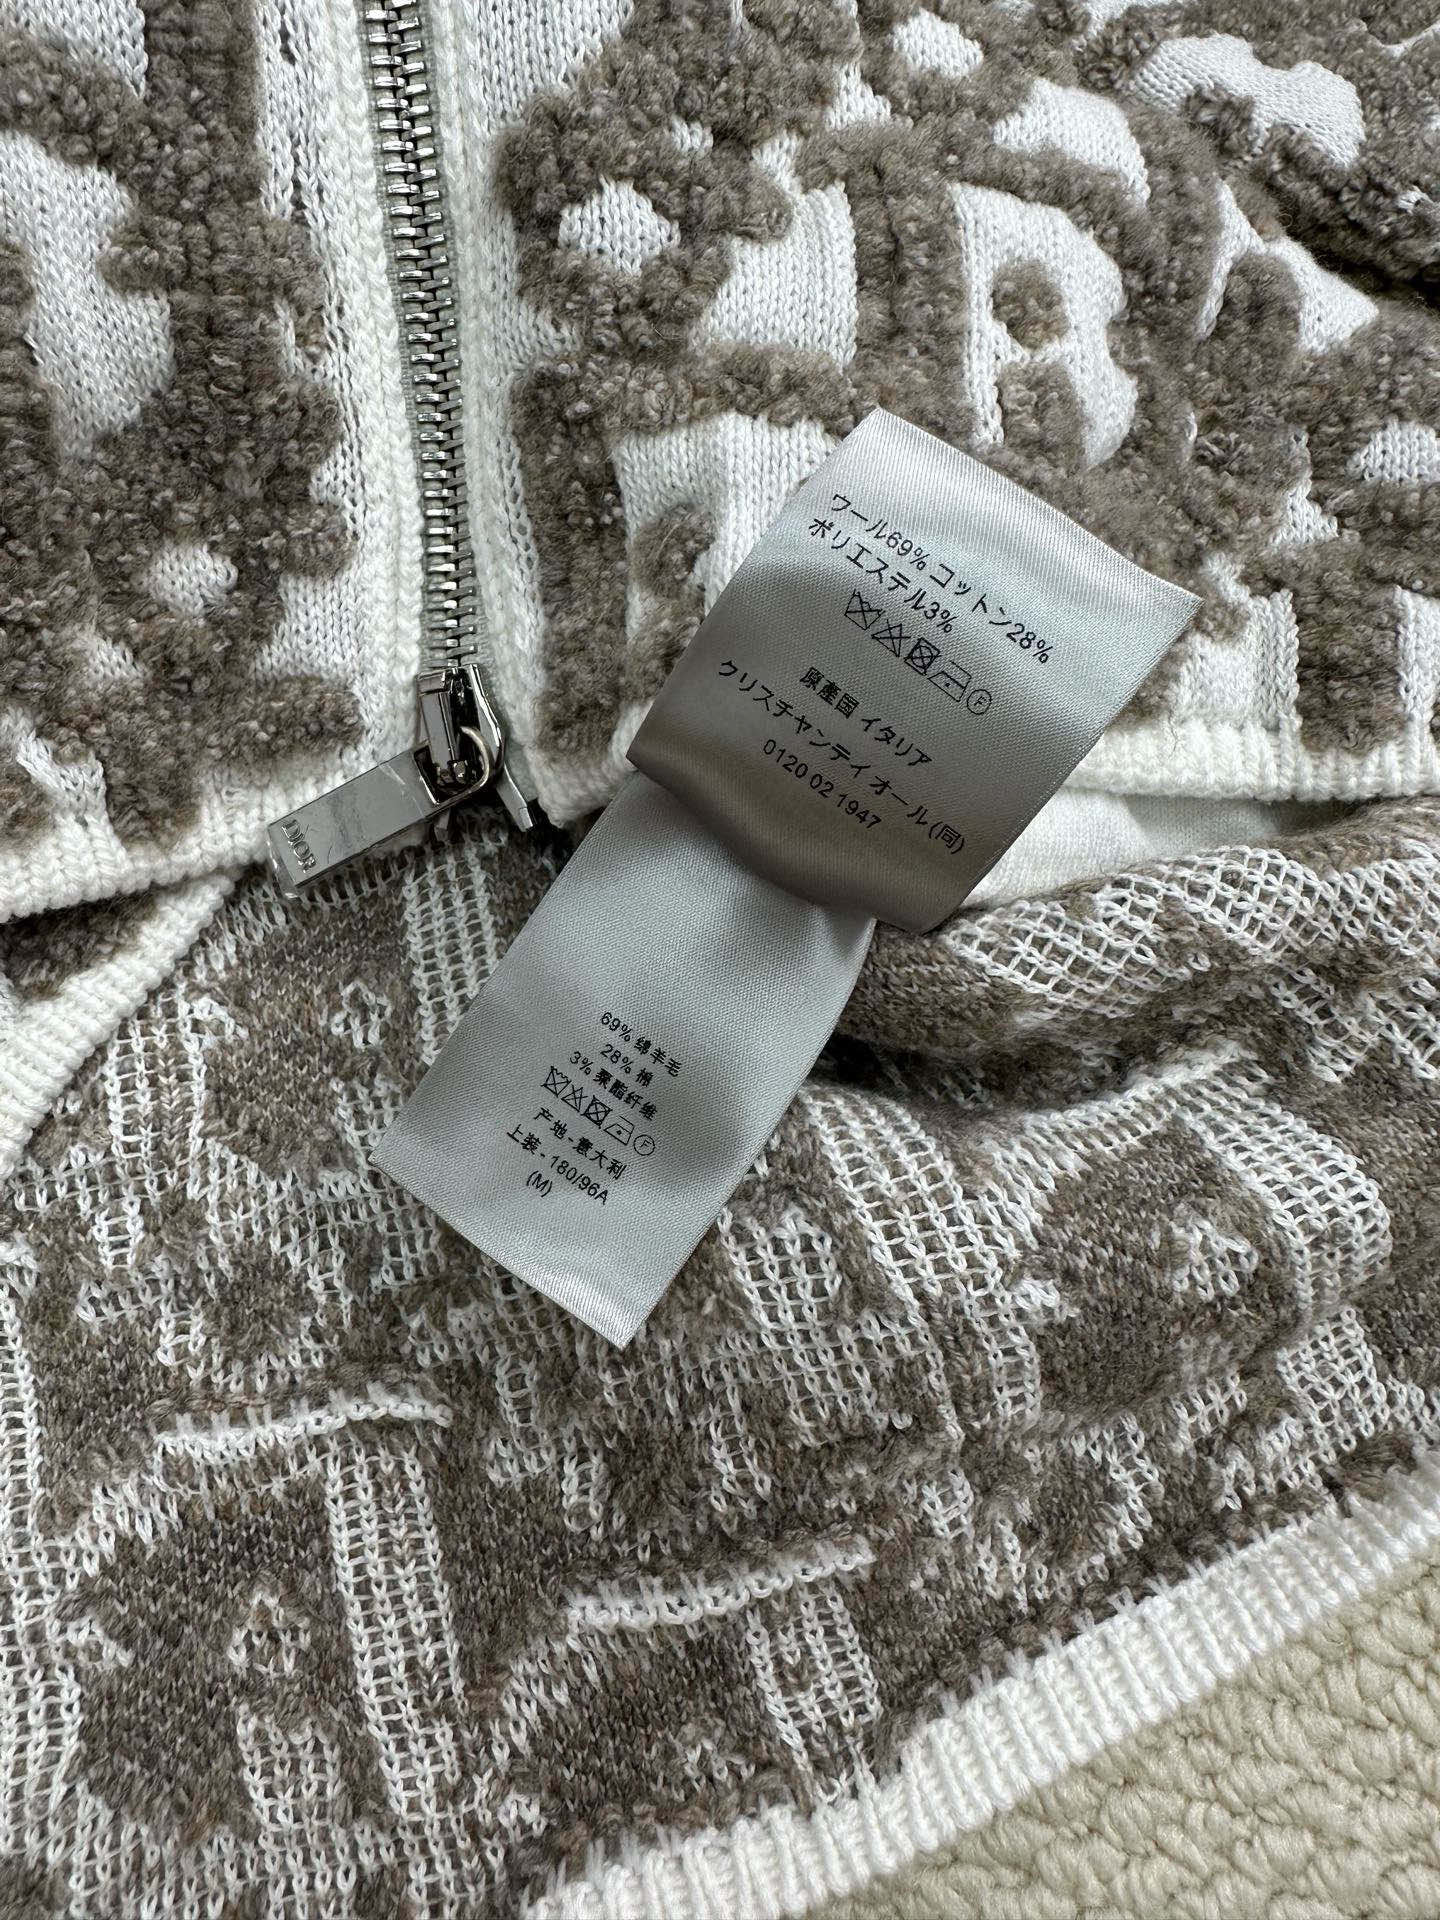 DIOR
ワール69% コットン28%
ポリエステル3%
F
原產国 イタリア
クリスチャンディオール(同)
0120 02 1947
69% 绵羊毛
28% 棉
3% 聚酯纤维
F
产地-意大利
上装-180/96A
(M)